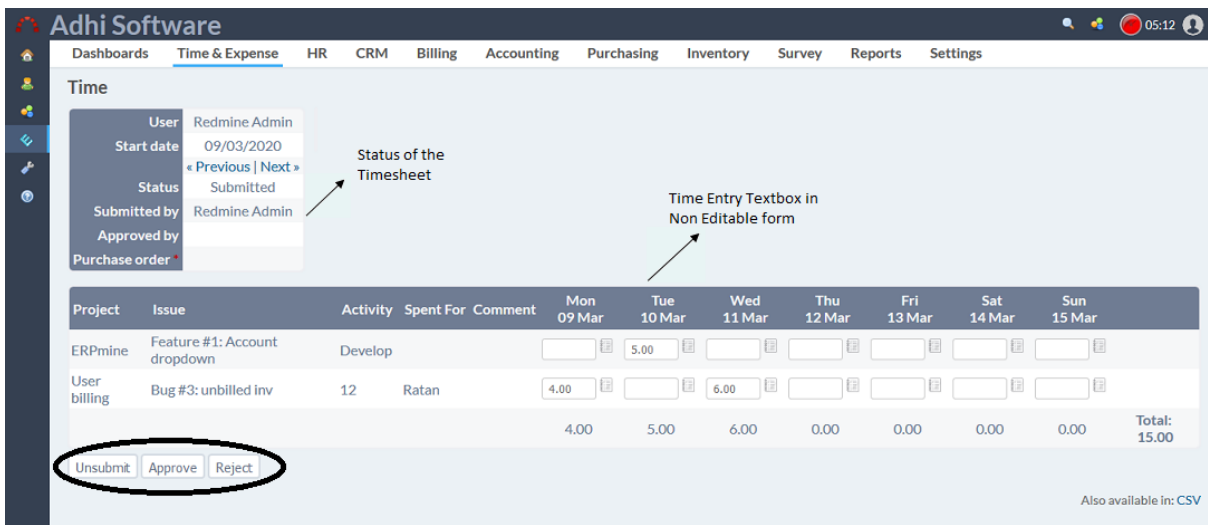 Adhi Software
05:12
Dashboards Time & Expense HR CRM Billing Accounting Purchasing Inventory Survey Reports Settings
Time
User Redmine Admin
Start date 09/03/2020
« Previous | Next »
Status Submitted
Submitted by Redmine Admin
Approved by
Purchase order *
Status of the
Timesheet
Time Entry Textbox in
Non Editable form
Project Issue Activity Spent For Comment Mon Tue Wed Thu Fri Sat Sun
09 Mar 10 Mar 11 Mar 12 Mar 13 Mar 14 Mar 15 Mar
ERPmine Feature #1: Account Develop 5.00
dropdown
User Bug #3: unbilled inv 12 Ratan 4.00 6.00
billing
4.00 5.00 6.00 0.00 0.00 0.00 0.00 Total:
15.00
Unsubmit Approve Reject
Also available in: CSV